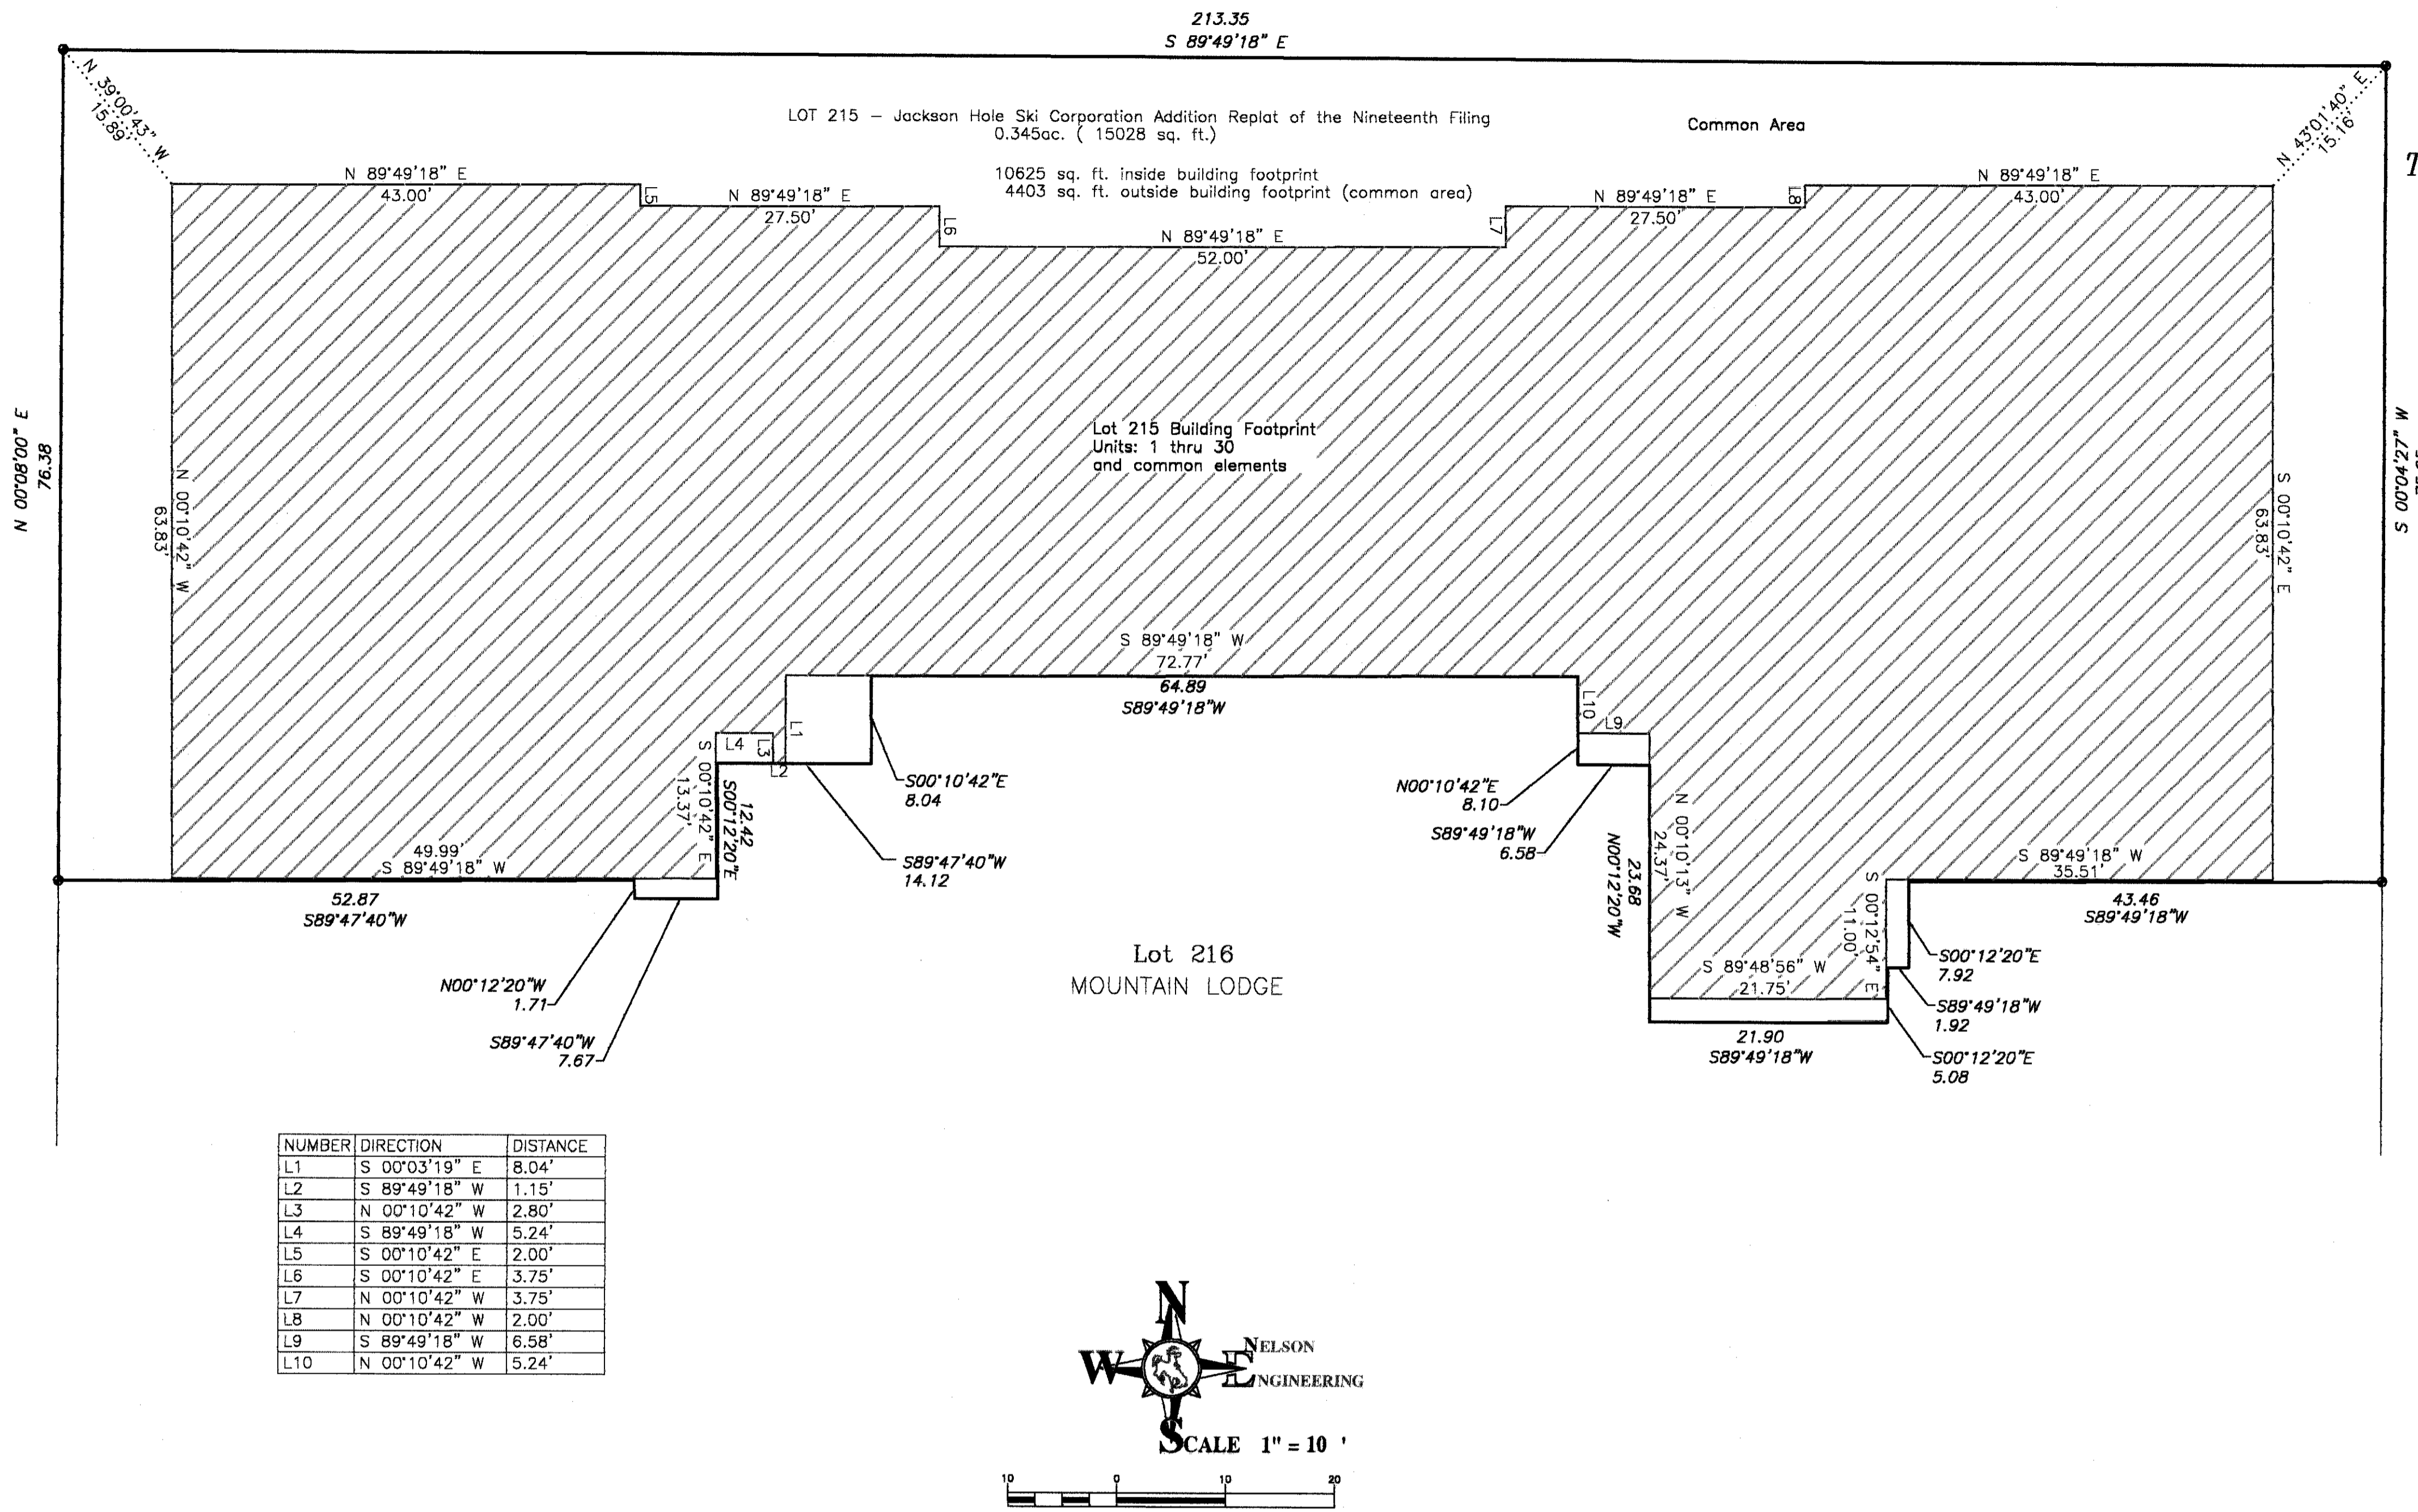 213.35
S 89°49'18" E
N 39°00'43" W
15.89'
N 43°01'40" E
15.16'
LOT 215 – Jackson Hole Ski Corporation Addition Replat of the Nineteenth Filing
0.345ac. ( 15028 sq. ft.)
Common Area
10625 sq. ft. inside building footprint
4403 sq. ft. outside building footprint (common area)
N 89°49'18" E
43.00'
L5
N 89°49'18" E
27.50'
L6
N 89°49'18" E
52.00'
L7
N 89°49'18" E
27.50'
L8
N 89°49'18" E
43.00'
N 00°08'00" E
76.38
N 00°10'42" W
63.83'
Lot 215 Building Footprint
Units: 1 thru 30
and common elements
S 00°10'42" E
63.83'
S 00°04'27" W
S 89°49'18" W
72.77'
64.89
S89°49'18"W
L1
L2
L3
L4
L10
L9
S00°10'42"E
8.04
S89°47'40"W
14.12
N00°10'42"E
8.10
S89°49'18"W
6.58
S 00°10'42" E
13.37'
12.42
S00°12'20"E
49.99'
S 89°49'18" W
52.87
S89°47'40"W
N00°12'20"W
1.71
S89°47'40"W
7.67
23.68
N00°12'20"W
N 00°10'13" W
24.37'
S 00°12'54" E
11.00'
S 89°48'56" W
21.75'
21.90
S89°49'18"W
S 89°49'18" W
35.51'
43.46
S89°49'18"W
S00°12'20"E
7.92
S89°49'18"W
1.92
S00°12'20"E
5.08
Lot 216
MOUNTAIN LODGE
NUMBER DIRECTION DISTANCE
L1 S 00°03'19" E 8.04'
L2 S 89°49'18" W 1.15'
L3 N 00°10'42" W 2.80'
L4 S 89°49'18" W 5.24'
L5 S 00°10'42" E 2.00'
L6 S 00°10'42" E 3.75'
L7 N 00°10'42" W 3.75'
L8 N 00°10'42" W 2.00'
L9 S 89°49'18" W 6.58'
L10 N 00°10'42" W 5.24'
N
W
E
S
NELSON
ENGINEERING
SCALE 1" = 10 '
10 0 10 20